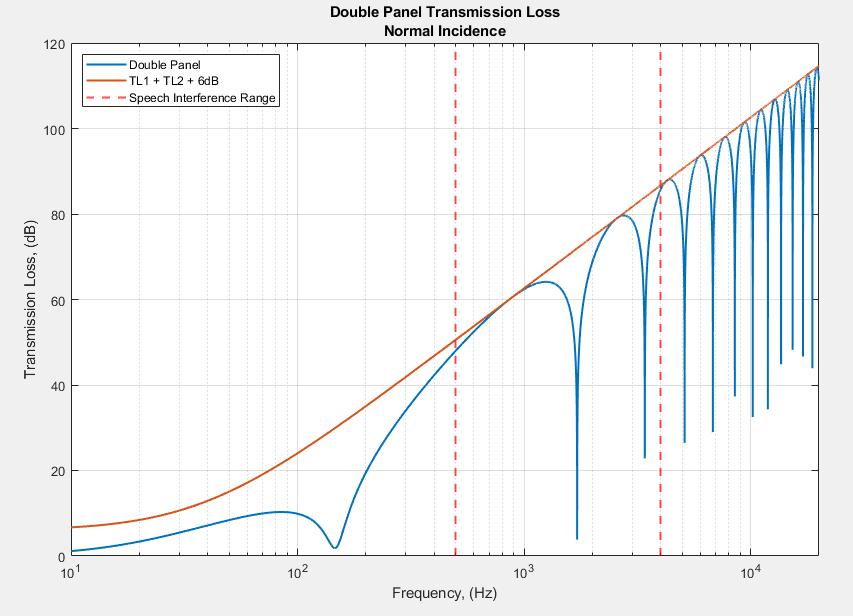 Double Panel Transmission Loss
Normal Incidence
Double Panel
TL1 + TL2 + 6dB
Speech Interference Range
Transmission Loss, (dB)
120
100
80
60
40
20
0
10^1
10^2
10^3
10^4
Frequency, (Hz)